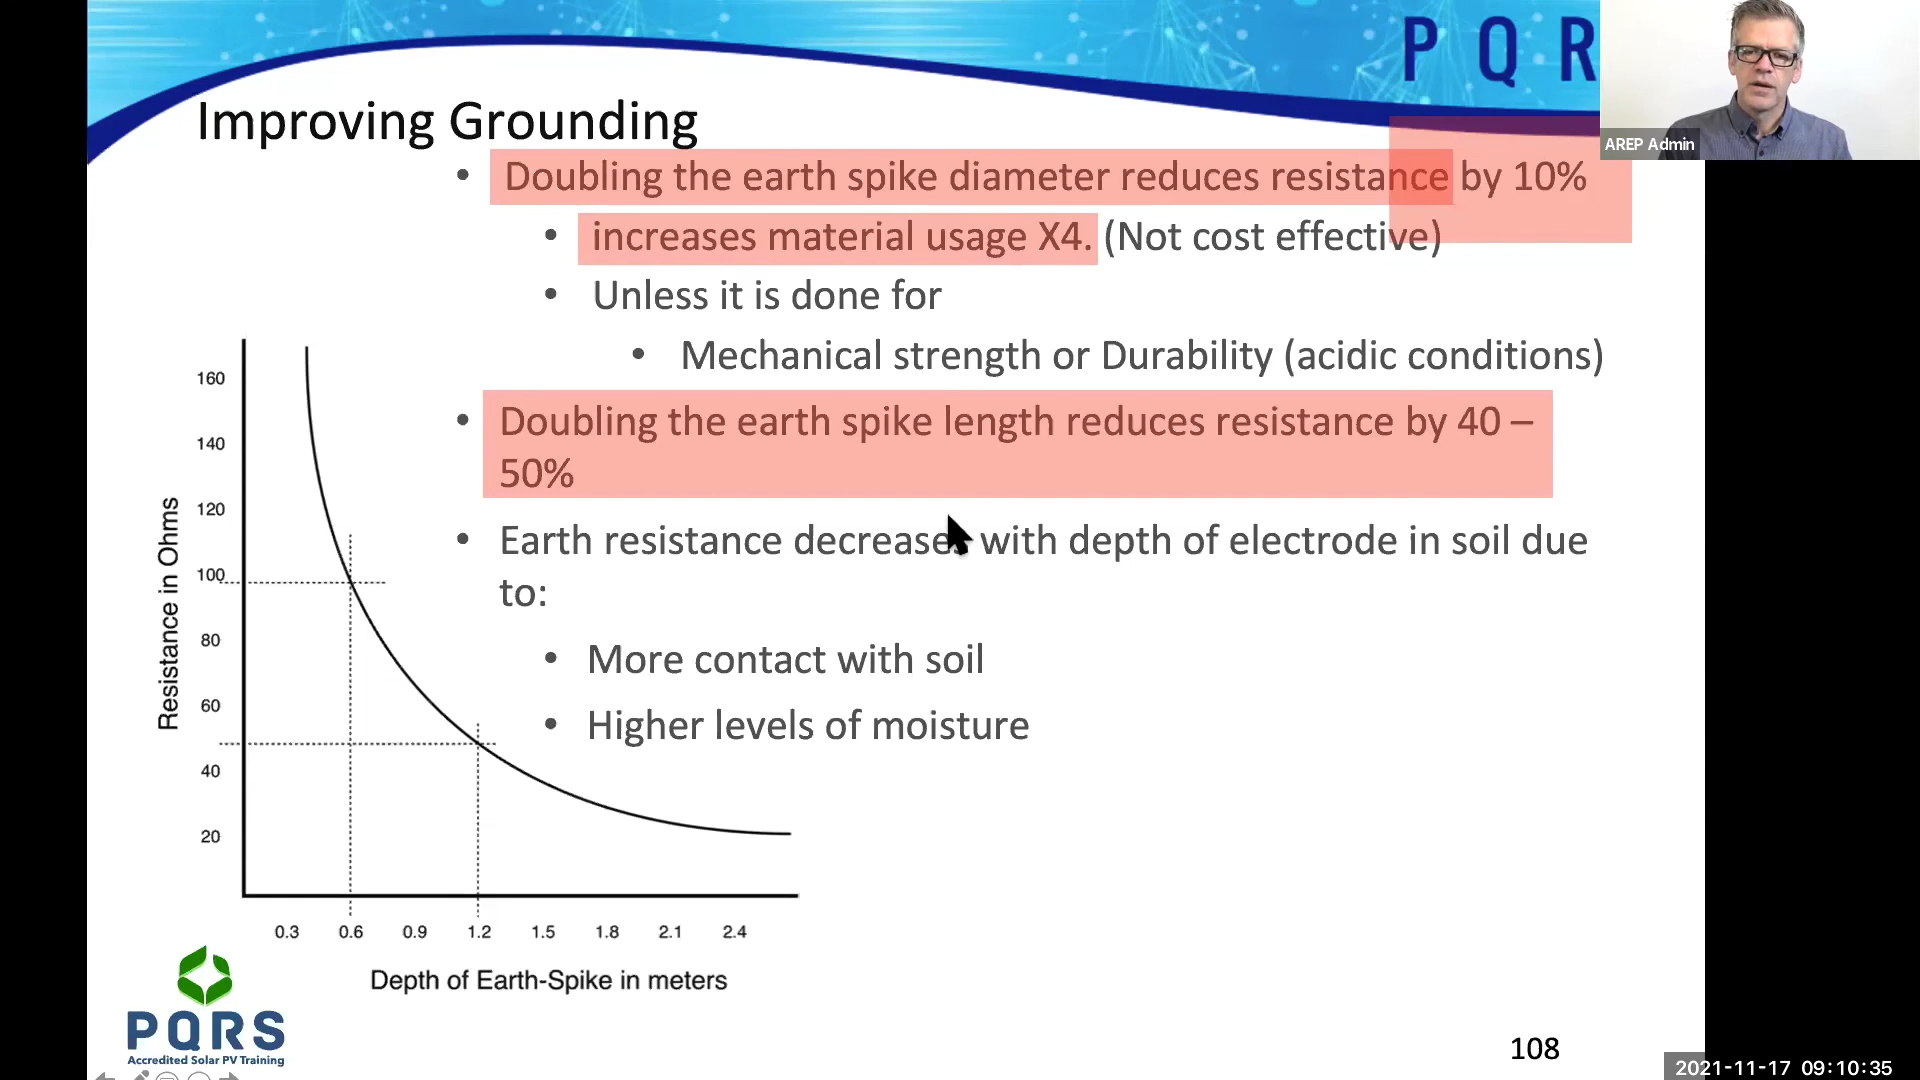 P Q R
AREP Admin
Improving Grounding
• Doubling the earth spike diameter reduces resistance by 10%
• increases material usage X4. (Not cost effective)
• Unless it is done for
• Mechanical strength or Durability (acidic conditions)
• Doubling the earth spike length reduces resistance by 40 –
50%
• Earth resistance decreases with depth of electrode in soil due
to:
• More contact with soil
• Higher levels of moisture
Resistance in Ohms
160
140
120
100
80
60
40
20
0.3 0.6 0.9 1.2 1.5 1.8 2.1 2.4
Depth of Earth-Spike in meters
PQRS
Accredited Solar PV Training
108
2021-11-17 09:10:35